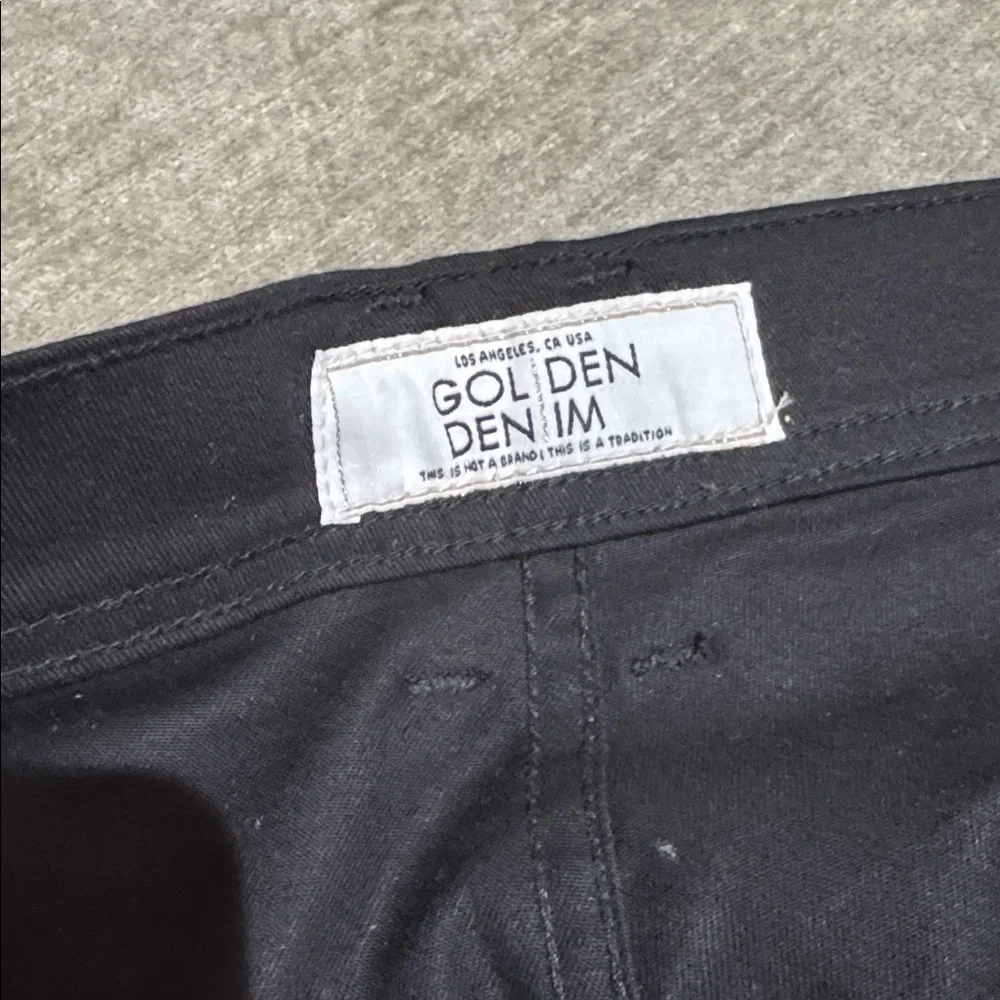 LOS ANGELES, CA USA
GOL DEN
DEN IM
THIS IS NOT A BRAND | THIS IS A TRADITION